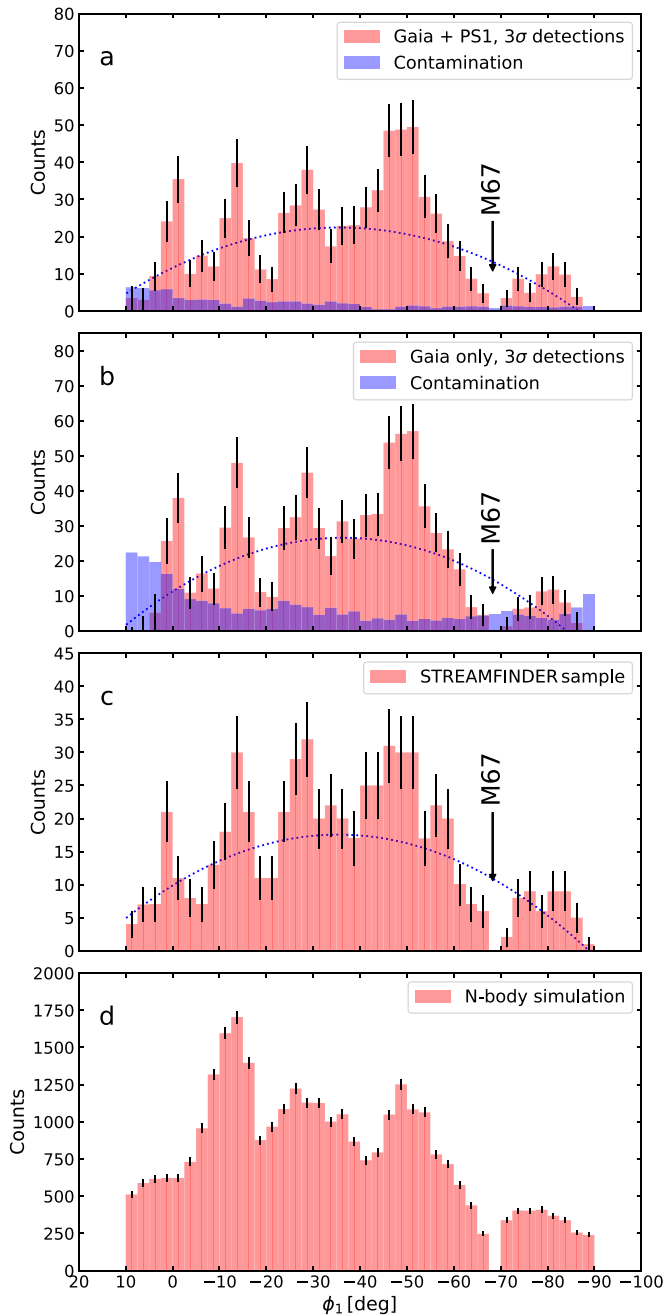 80
70
60
50
40
30
20
10
0
Counts
a
Gaia + PS1, 3σ detections
Contamination
M67
80
70
60
50
40
30
20
10
0
Counts
b
Gaia only, 3σ detections
Contamination
M67
45
40
35
30
25
20
15
10
5
0
Counts
c
STREAMFINDER sample
M67
2000
1750
1500
1250
1000
750
500
250
0
Counts
d
N-body simulation
20 10 0 −10 −20 −30 −40 −50 −60 −70 −80 −90 −100
ϕ₁ [deg]